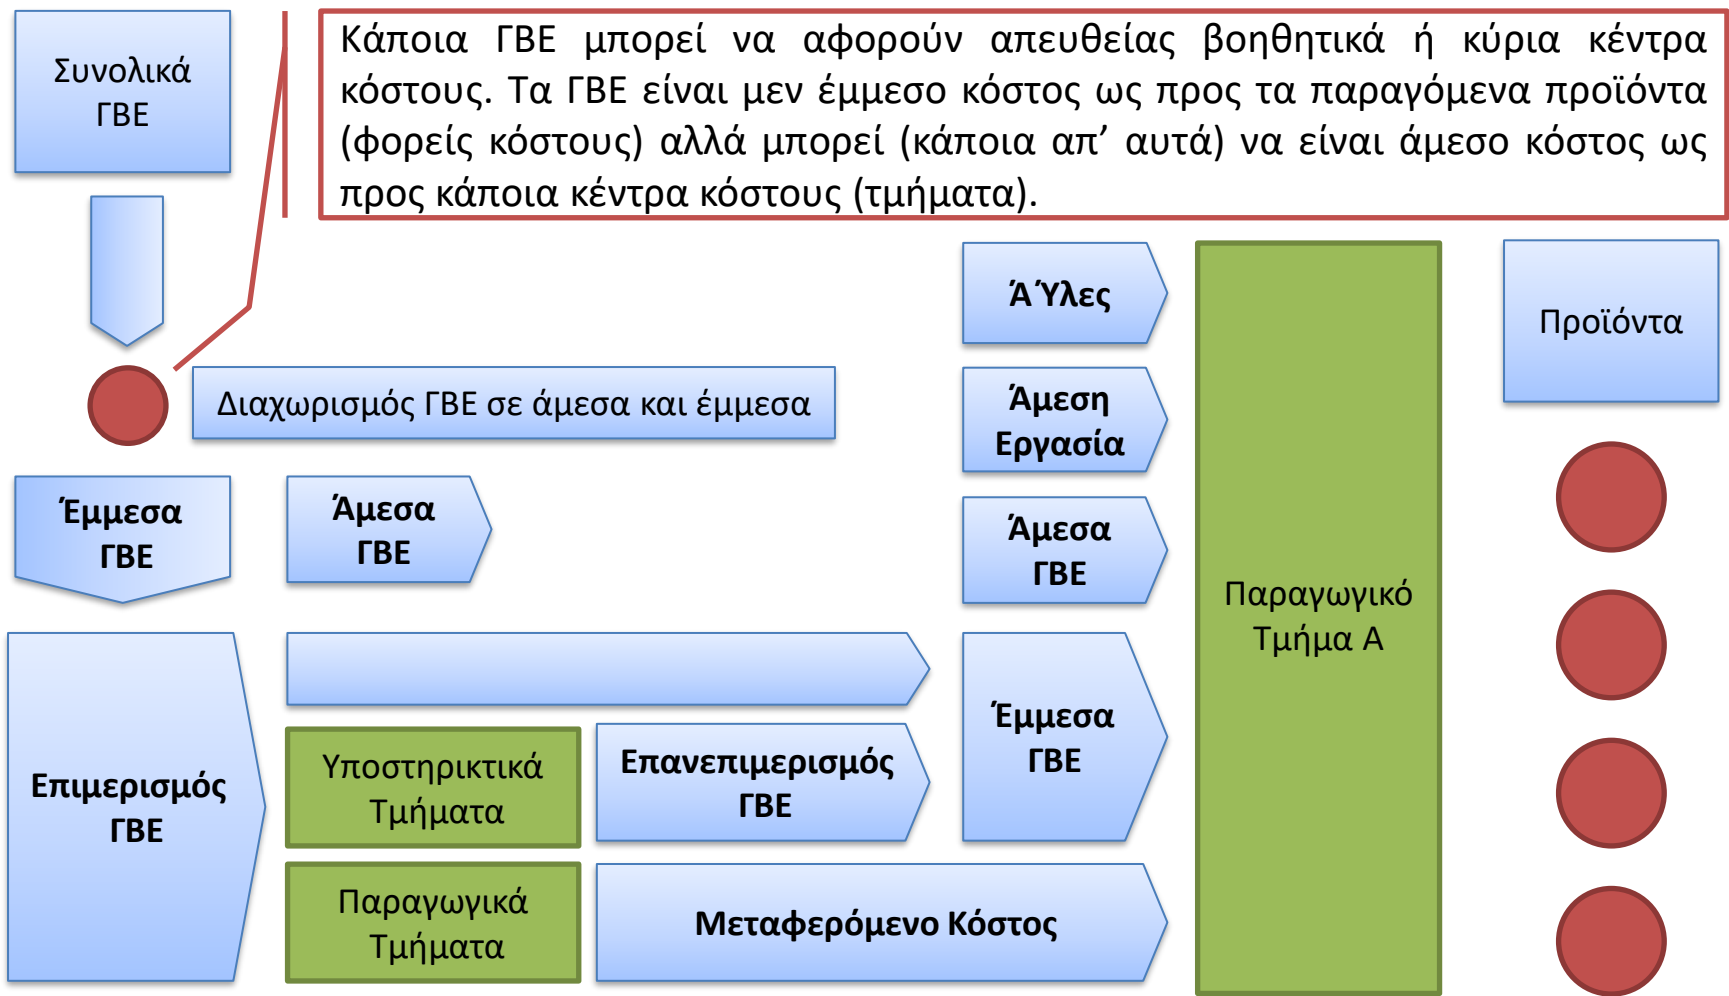 Συνολικά
ΓΒΕ
Κάποια ΓΒΕ μπορεί να αφορούν απευθείας βοηθητικά ή κύρια κέντρα
κόστους. Τα ΓΒΕ είναι μεν έμμεσο κόστος ως προς τα παραγόμενα προϊόντα
(φορείς κόστους) αλλά μπορεί (κάποια απ’ αυτά) να είναι άμεσο κόστος ως
προς κάποια κέντρα κόστους (τμήματα).
Διαχωρισμός ΓΒΕ σε άμεσα και έμμεσα
Έμμεσα
ΓΒΕ
Άμεσα
ΓΒΕ
Επιμερισμός
ΓΒΕ
Υποστηρικτικά
Τμήματα
Επανεπιμερισμός
ΓΒΕ
Παραγωγικά
Τμήματα
Μεταφερόμενο Κόστος
Ά Ύλες
Άμεση
Εργασία
Άμεσα
ΓΒΕ
Έμμεσα
ΓΒΕ
Παραγωγικό
Τμήμα Α
Προϊόντα